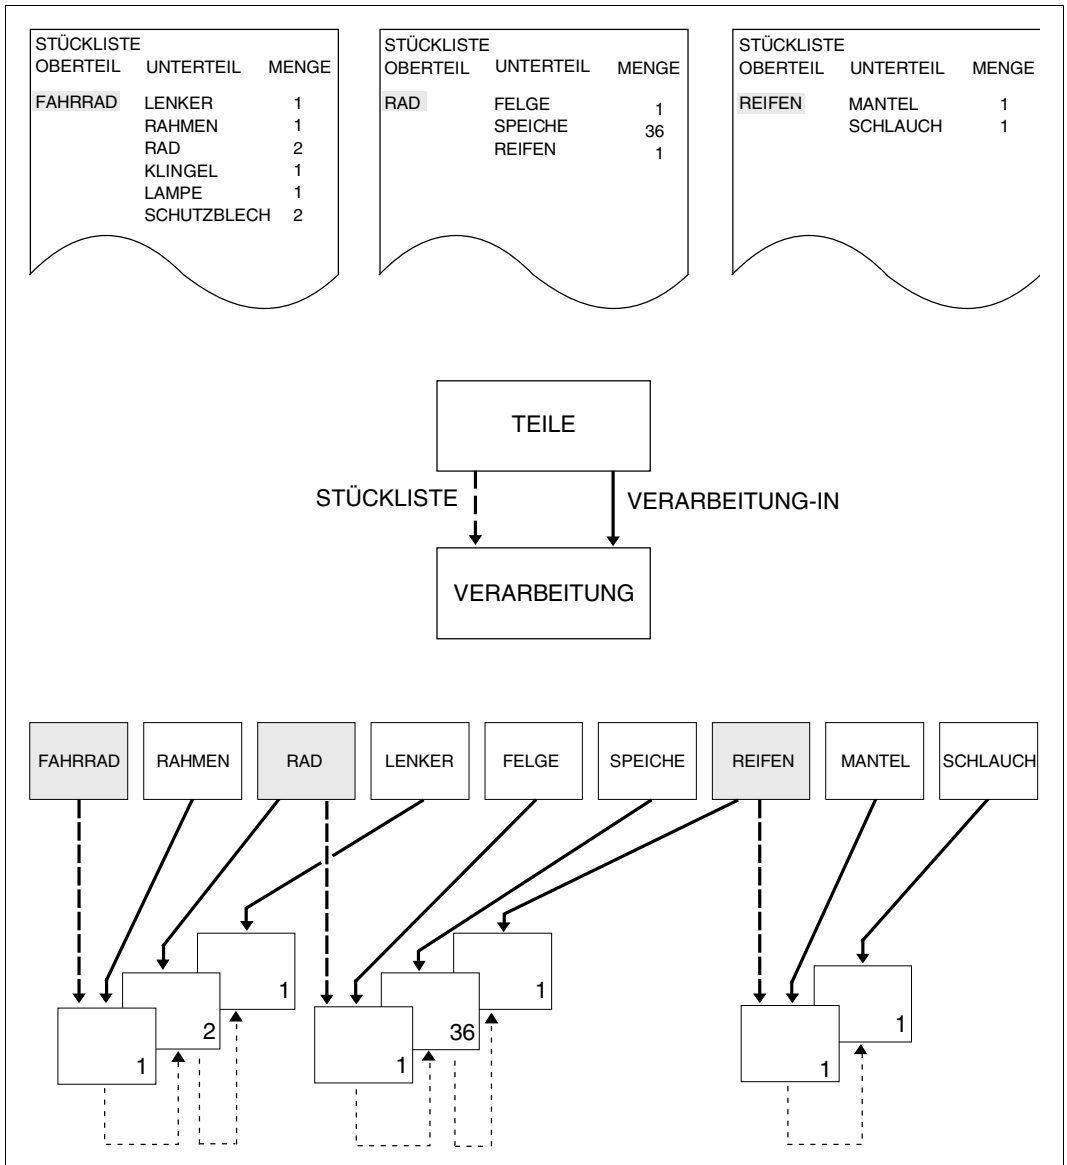 STÜCKLISTE
OBERTEIL UNTERTEIL MENGE
FAHRRAD LENKER 1
RAHMEN 1
RAD 2
KLINGEL 1
LAMPE 1
SCHUTZBLECH 2
STÜCKLISTE
OBERTEIL UNTERTEIL MENGE
RAD FELGE 1
SPEICHE 36
REIFEN 1
STÜCKLISTE
OBERTEIL UNTERTEIL MENGE
REIFEN MANTEL 1
SCHLAUCH 1
TEILE
STÜCKLISTE VERARBEITUNG-IN
VERARBEITUNG
FAHRRAD RAHMEN RAD LENKER FELGE SPEICHE REIFEN MANTEL SCHLAUCH
1 1
2 36 1
1 1 1